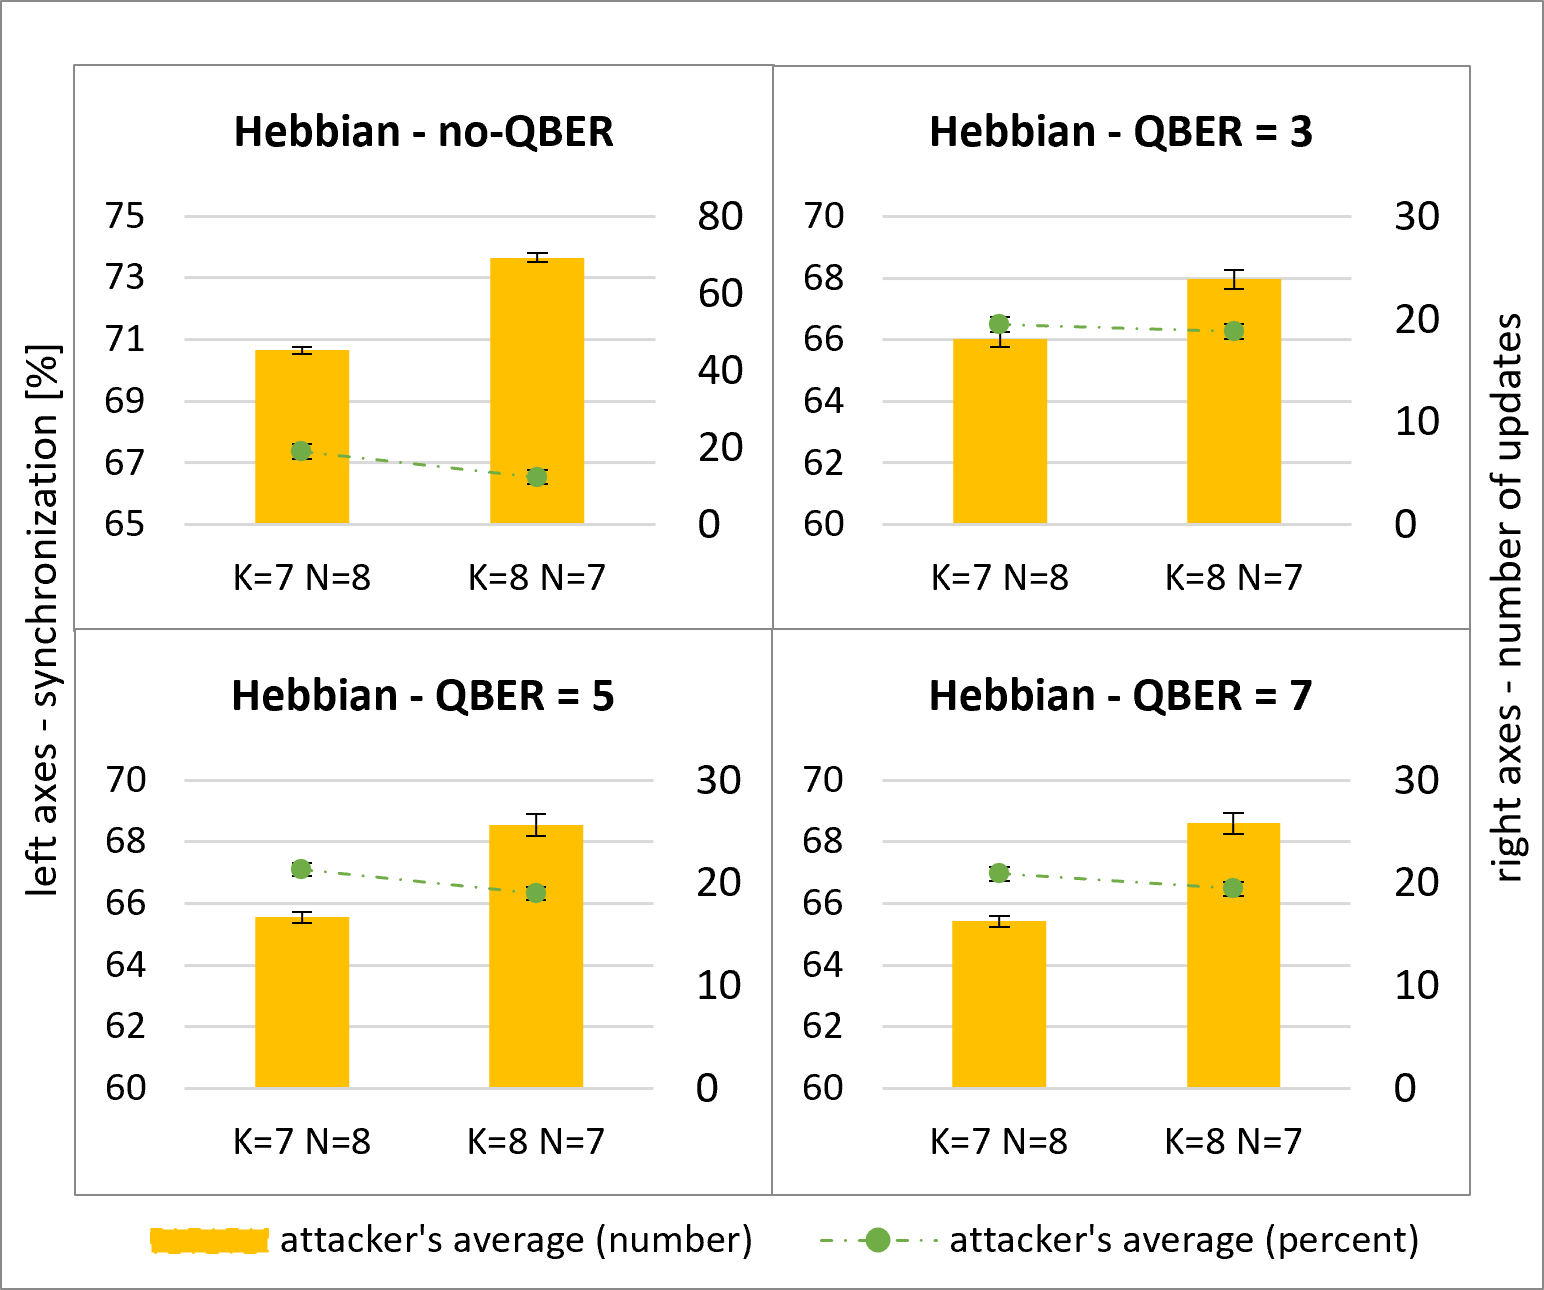 Hebbian - no-QBER
75
73
71
69
67
65
80
60
40
20
0
K=7 N=8
K=8 N=7
Hebbian - QBER = 3
70
68
66
64
62
60
30
20
10
0
K=7 N=8
K=8 N=7
Hebbian - QBER = 5
70
68
66
64
62
60
30
20
10
0
K=7 N=8
K=8 N=7
Hebbian - QBER = 7
70
68
66
64
62
60
30
20
10
0
K=7 N=8
K=8 N=7
left axes - synchronization [%]
right axes - number of updates
attacker's average (number)
attacker's average (percent)